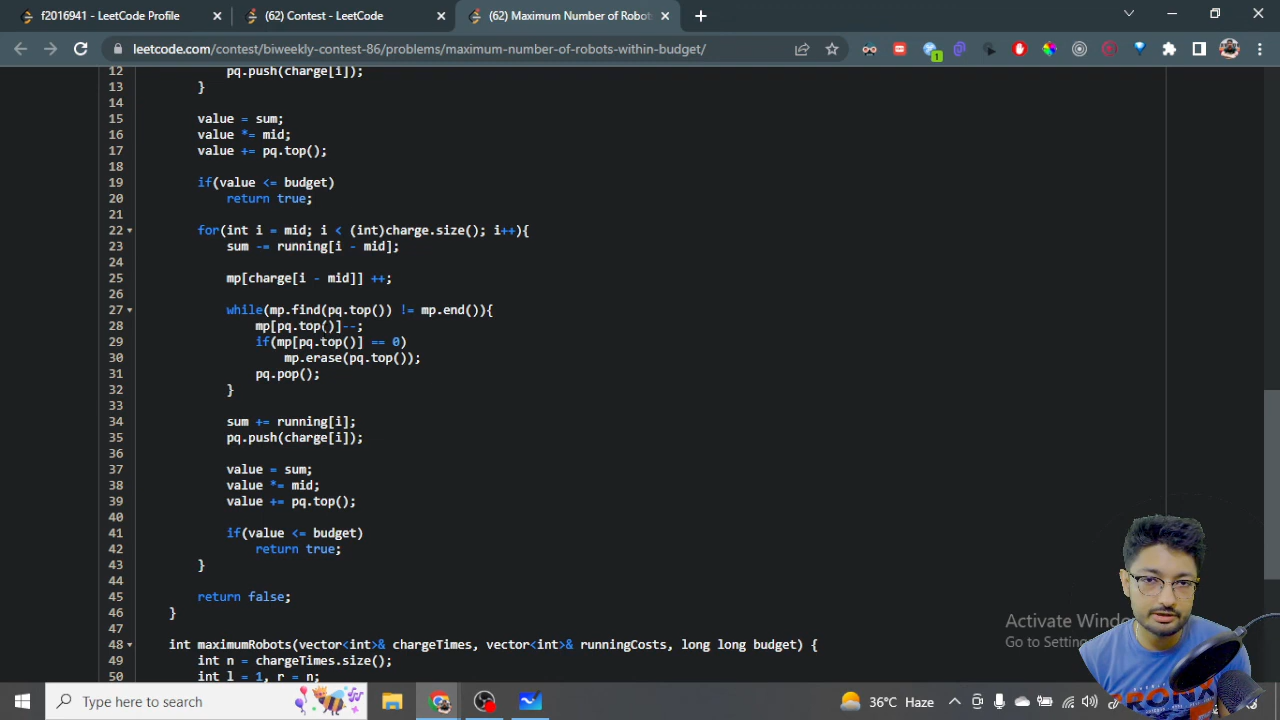 f2016941 - LeetCode Profile
(62) Contest - LeetCode
(62) Maximum Number of Robot
leetcode.com/contest/biweekly-contest-86/problems/maximum-number-of-robots-within-budget/
1
12 pq.push(charge[i]);
13 }
14
15 value = sum;
16 value *= mid;
17 value += pq.top();
18
19 if(value <= budget)
20 return true;
21
22 for(int i = mid; i < (int)charge.size(); i++){
23 sum -= running[i - mid];
24
25 mp[charge[i - mid]] ++;
26
27 while(mp.find(pq.top()) != mp.end()){
28 mp[pq.top()]--;
29 if(mp[pq.top()] == 0)
30 mp.erase(pq.top());
31 pq.pop();
32 }
33
34 sum += running[i];
35 pq.push(charge[i]);
36
37 value = sum;
38 value *= mid;
39 value += pq.top();
40
41 if(value <= budget)
42 return true;
43 }
44
45 return false;
46 }
47
48 int maximumRobots(vector<int>& chargeTimes, vector<int>& runningCosts, long long budget) {
49 int n = chargeTimes.size();
50 int l = 1, r = n;
Activate Windo
Go to Setting
Type here to search
36°C Haze